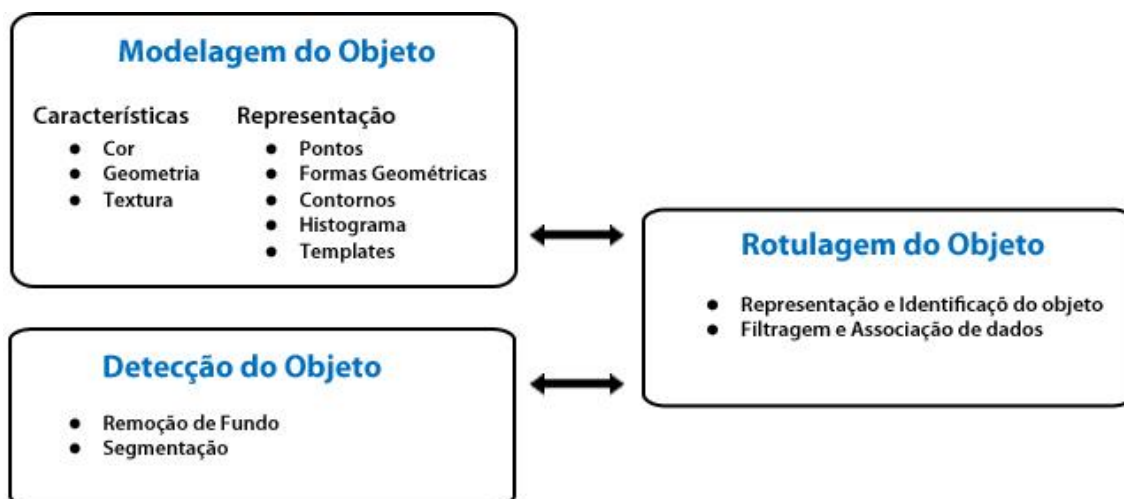 Modelagem do Objeto
Características
● Cor
● Geometria
● Textura
Representação
● Pontos
● Formas Geométricas
● Contornos
● Histograma
● Templates
Detecção do Objeto
● Remoção de Fundo
● Segmentação
Rotulagem do Objeto
● Representação e Identificaçõ do objeto
● Filtragem e Associação de dados